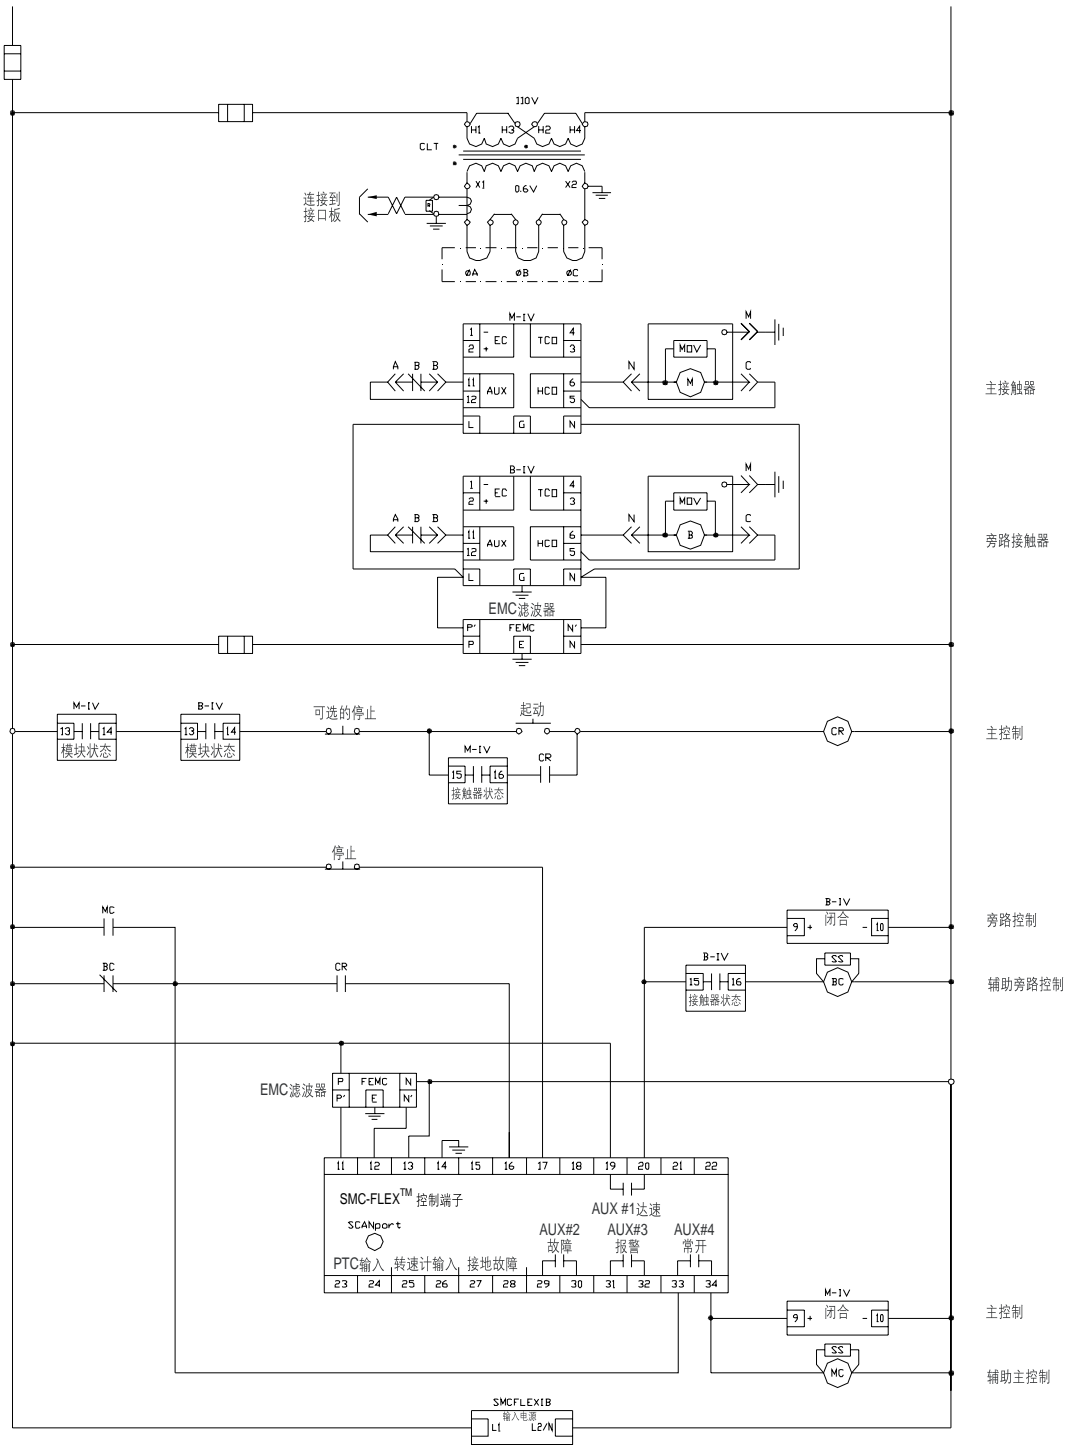 110V
H1 H3 H2 H4
CLT
X1 0.6V X2
连接到
接口板
øA øB øC
M-IV
1 - EC TCO 4
2 + 3
A B B 11 AUX HCO 6 N MOV M C M
12 5
L G N
主接触器
B-IV
1 - EC TCO 4
2 + 3
A B B 11 AUX HCO 6 N MOV B C M
12 5
L G N
旁路接触器
EMC滤波器
P' FEMC N'
P E N
M-IV B-IV 可选的停止 起动
13 14 13 14 CR 主控制
模块状态 模块状态
M-IV CR
15 16
接触器状态
停止
MC
B-IV
闭合
9 + - 10
旁路控制
BC CR
B-IV
15 16
接触器状态
SS
BC
辅助旁路控制
EMC滤波器
P FEMC N
P' E N'
11 12 13 14 15 16 17 18 19 20 21 22
SMC-FLEX™ 控制端子
AUX #1达速
SCANport
AUX#2 AUX#3 AUX#4
故障 报警 常开
PTC输入 转速计输入 接地故障
23 24 25 26 27 28 29 30 31 32 33 34
M-IV
闭合
9 + - 10
主控制
SS
MC
辅助主控制
SMCFLEXIB
输入电源
L1 L2/N